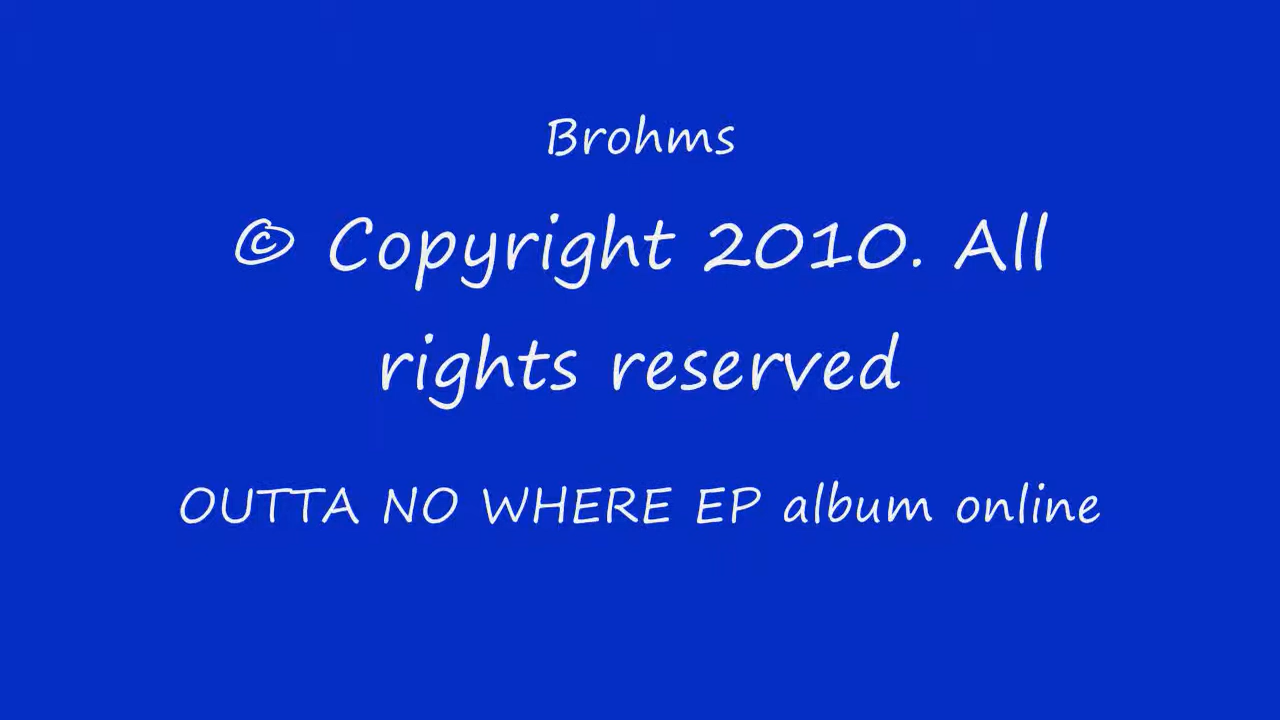 Brohms
© Copyright 2010. All
rights reserved
OUTTA NO WHERE EP album online